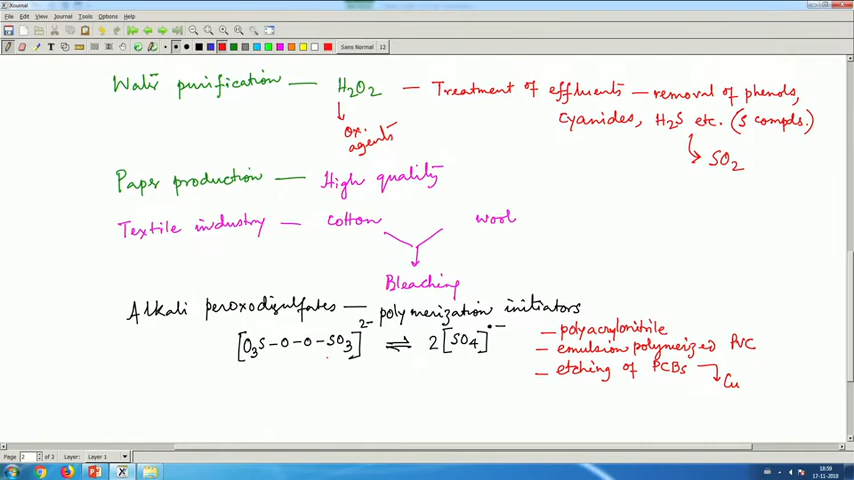 Xournal
File Edit View Journal Tools Options Help
Sans Normal 12
Water purification — H2O2 — Treatment of effluents — removal of phenols,
cyanides, H2S etc. (S compds.)
Oxi. agents
SO2
Paper production — High quality
Textile industry — cotton wool
Bleaching
Alkali peroxodisulfates — polymerization initiators
[O3S-O-O-SO3]2- ⇌ 2[SO4]•-
— polyacrylonitrile
— emulsion polymerized PVC
— etching of PCBs
Cu
Page 2 of 2 Layer: Layer 1
18:59
17-11-2018